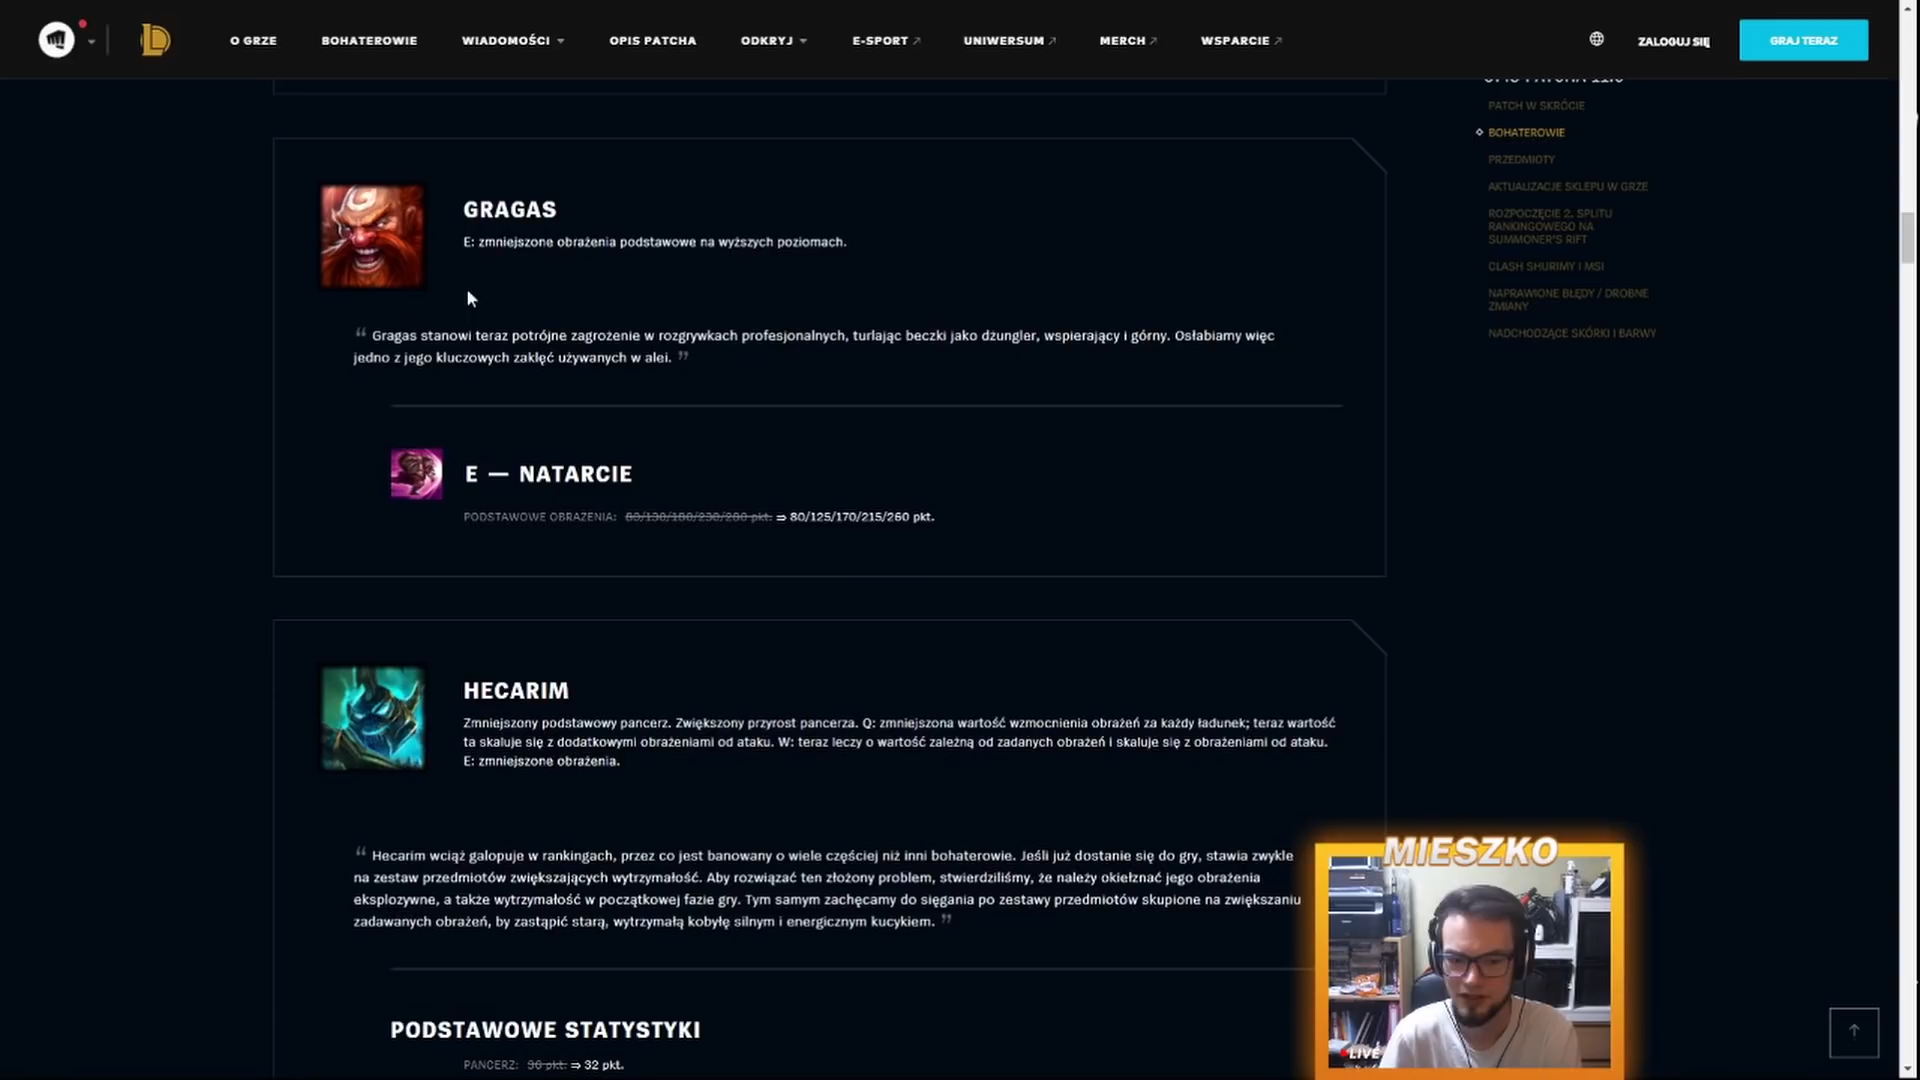 O GRZE
BOHATEROWIE
WIADOMOŚCI
OPIS PATCHA
ODKRYJ
E-SPORT
UNIWERSUM
MERCH
WSPARCIE
ZALOGUJ SIĘ
GRAJ TERAZ
PATCH W SKRÓCIE
BOHATEROWIE
PRZEDMIOTY
AKTUALIZACJE SKLEPU W GRZE
ROZPOCZĘCIE 2. SPLITU
RANKINGOWEGO NA
SUMMONER'S RIFT
CLASH SHURIMY I MSI
NAPRAWIONE BŁĘDY / DROBNE
ZMIANY
NADCHODZĄCE SKÓRKI I BARWY
GRAGAS
E: zmniejszone obrażenia podstawowe na wyższych poziomach.
“ Gragas stanowi teraz potrójne zagrożenie w rozgrywkach profesjonalnych, turlając beczki jako dżungler, wspierający i górny. Osłabiamy więc
jedno z jego kluczowych zaklęć używanych w alei. ”
E — NATARCIE
PODSTAWOWE OBRAŻENIA: 80/130/180/230/280 pkt. ⇒ 80/125/170/215/260 pkt.
HECARIM
Zmniejszony podstawowy pancerz. Zwiększony przyrost pancerza. Q: zmniejszona wartość wzmocnienia obrażeń za każdy ładunek; teraz wartość
ta skaluje się z dodatkowymi obrażeniami od ataku. W: teraz leczy o wartość zależną od zadanych obrażeń i skaluje się z obrażeniami od ataku.
E: zmniejszone obrażenia.
“ Hecarim wciąż galopuje w rankingach, przez co jest banowany o wiele częściej niż inni bohaterowie. Jeśli już dostanie się do gry, stawia zwykle
na zestaw przedmiotów zwiększających wytrzymałość. Aby rozwiązać ten złożony problem, stwierdziliśmy, że należy okiełznać jego obrażenia
eksplozywne, a także wytrzymałość w początkowej fazie gry. Tym samym zachęcamy do sięgania po zestawy przedmiotów skupione na zwiększaniu
zadawanych obrażeń, by zastąpić starą, wytrzymałą kobyłę silnym i energicznym kucykiem. ”
PODSTAWOWE STATYSTYKI
PANCERZ: 36 pkt. ⇒ 32 pkt.
MIESZKO
LIVE